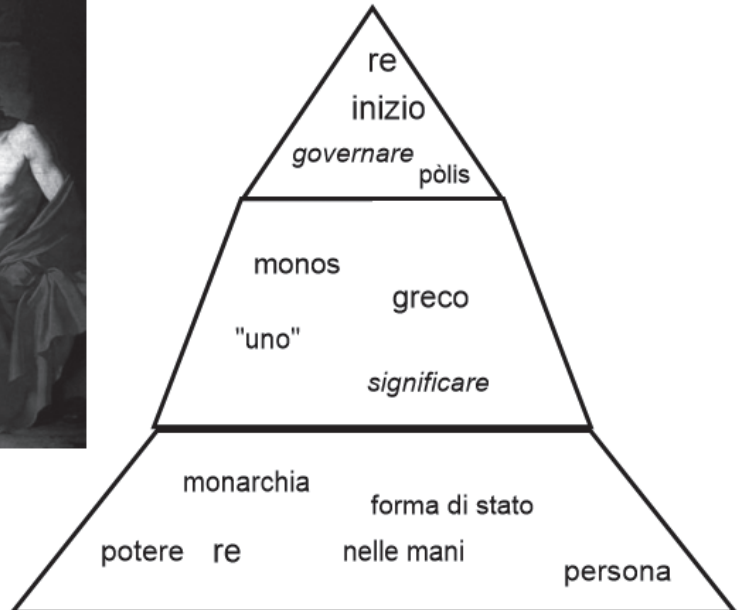 re
inizio
governare
pòlis
monos
greco
"uno"
significare
monarchia
forma di stato
potere re nelle mani
persona